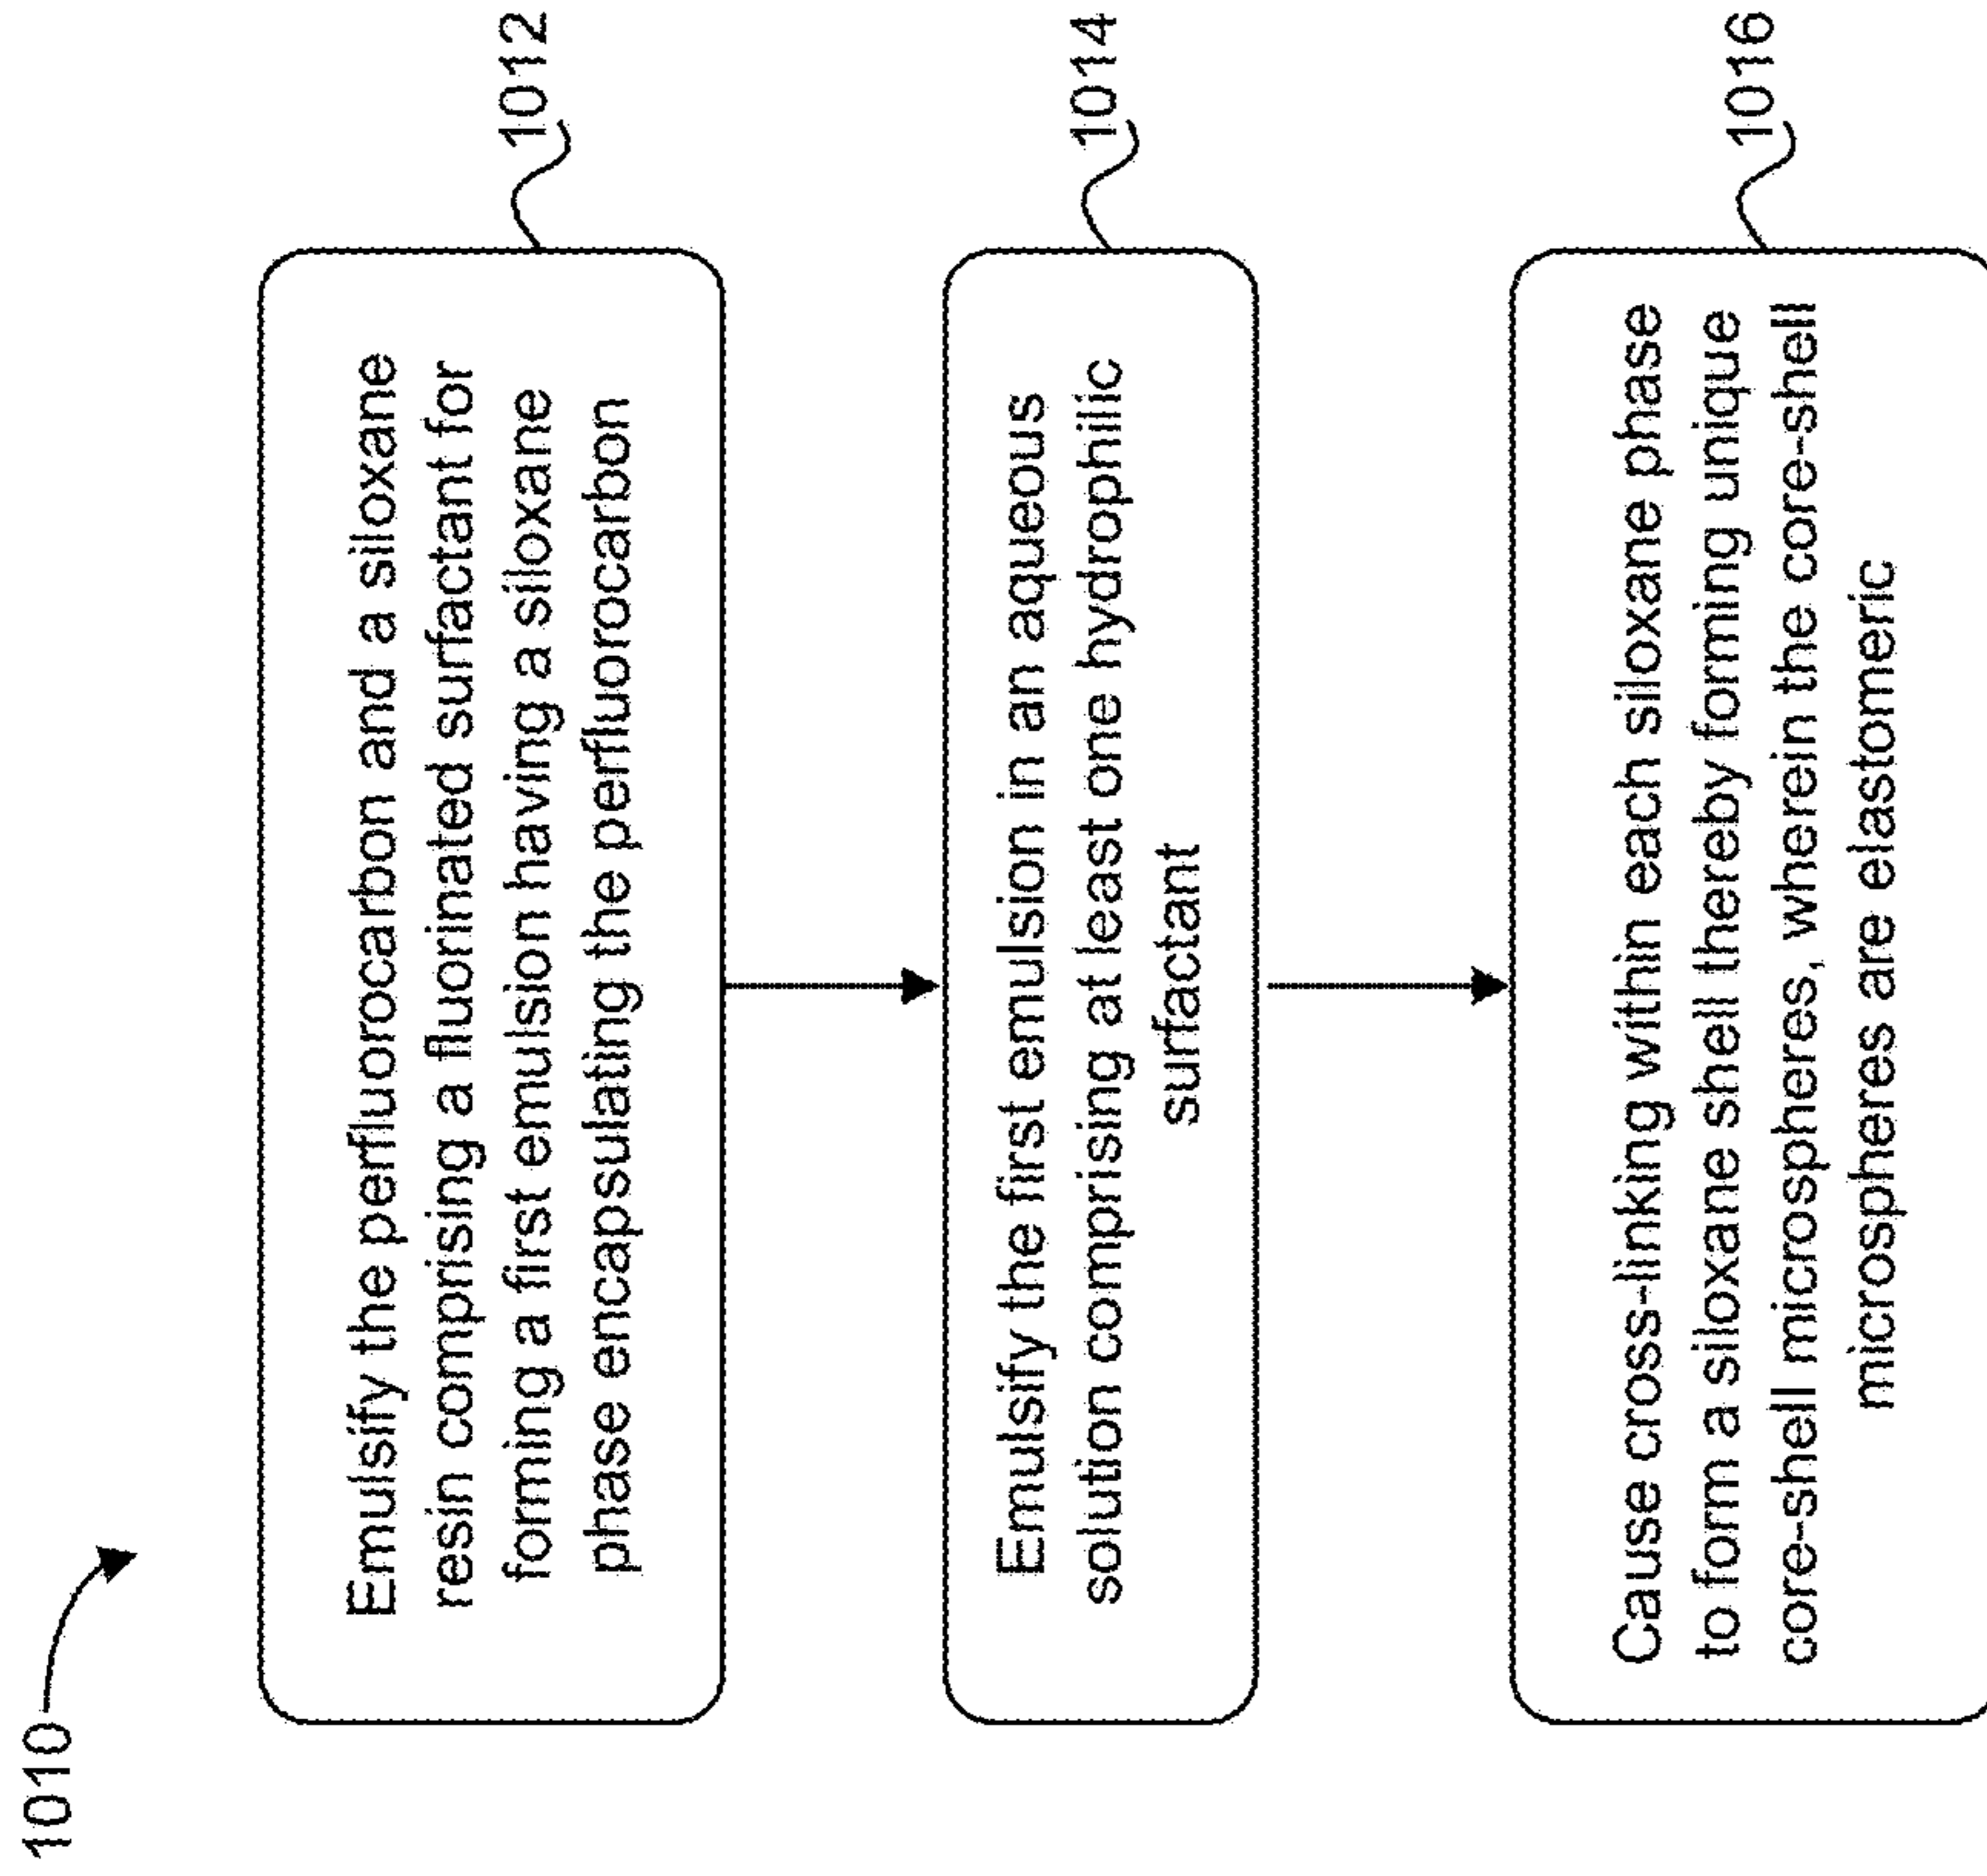 1010
Emulsify the perfluorocarbon and a siloxane
resin comprising a fluorinated surfactant for
forming a first emulsion having a siloxane
phase encapsulating the perfluorocarbon
1012
Emulsify the first emulsion in an aqueous
solution comprising at least one hydrophilic
surfactant
1014
Cause cross-linking within each siloxane phase
to form a siloxane shell thereby forming unique
core-shell microspheres, wherein the core-shell
microspheres are elastomeric
1016